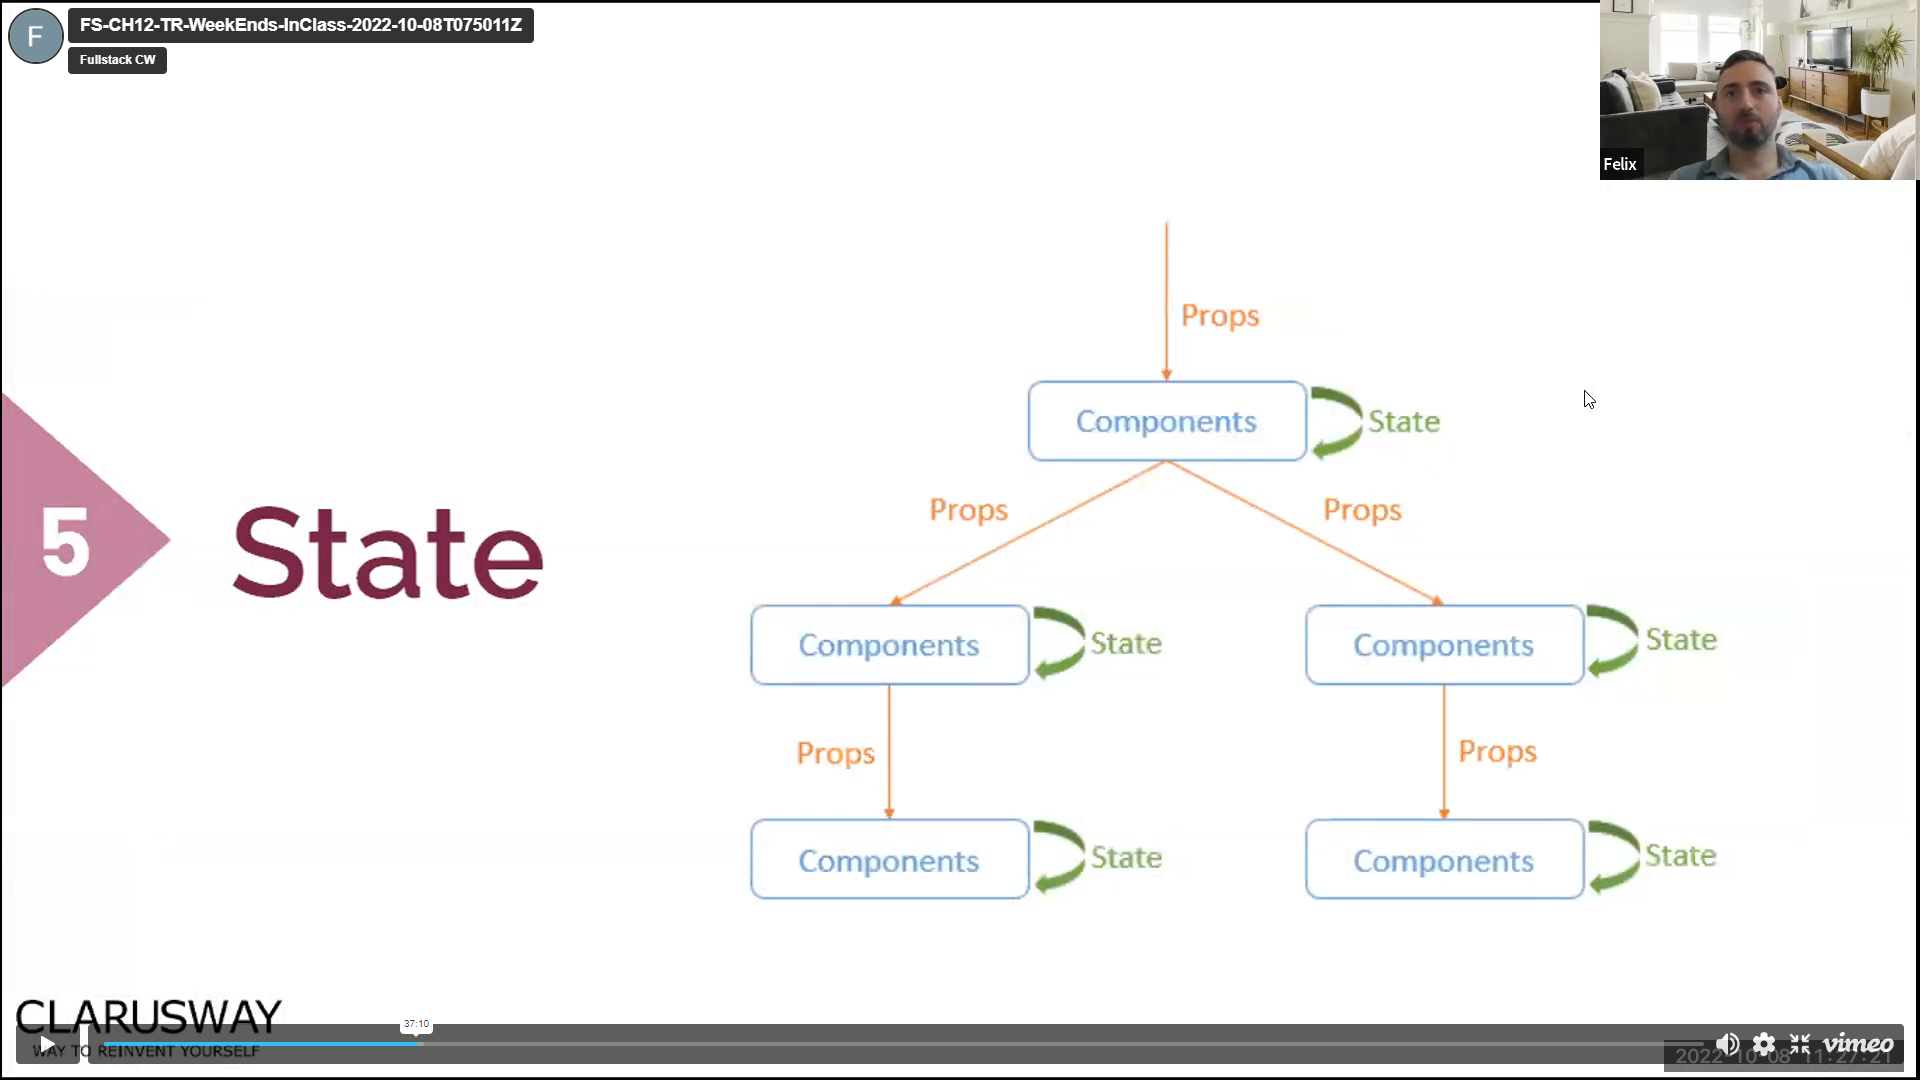 F
FS-CH12-TR-WeekEnds-InClass-2022-10-08T075011Z
Fullstack CW
Felix
Props
Components
State
Props
Props
5
State
Components
State
Components
State
Props
Props
Components
State
Components
State
CLARUSWAY
WAY TO REINVENT YOURSELF
37:10
vimeo
2022-10-08 11:27:21